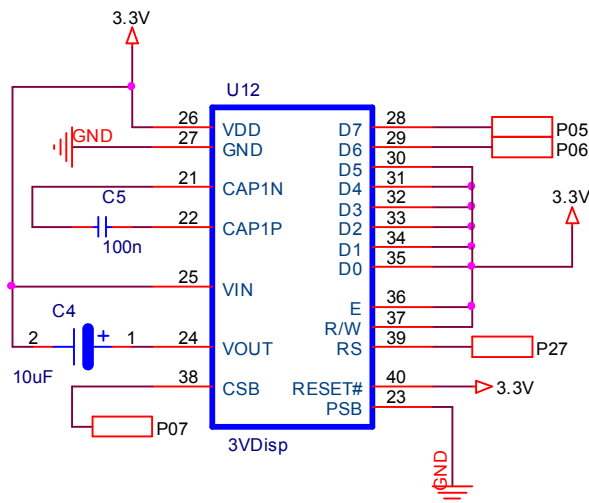 3.3V
U12
26 VDD
27 GND
GND
21 CAP1N
C5
22 CAP1P
100n
25 VIN
C4
2 + 1 24 VOUT
10uF
38 CSB
P07
3VDisp
D7 28 P05
D6 29 P06
D5 30
D4 31
D3 32
D2 33
D1 34
D0 35
3.3V
E 36
R/W 37
RS 39 P27
RESET# 40 3.3V
PSB 23
GND